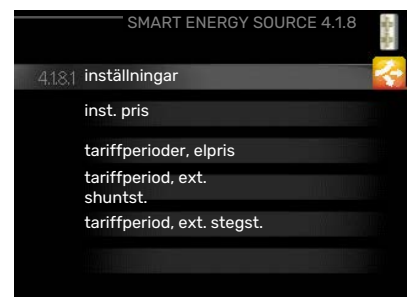 SMART ENERGY SOURCE 4.1.8
4.1.8.1 inställningar
inst. pris
tariffperioder, elpris
tariffperiod, ext.
shuntst.
tariffperiod, ext. stegst.